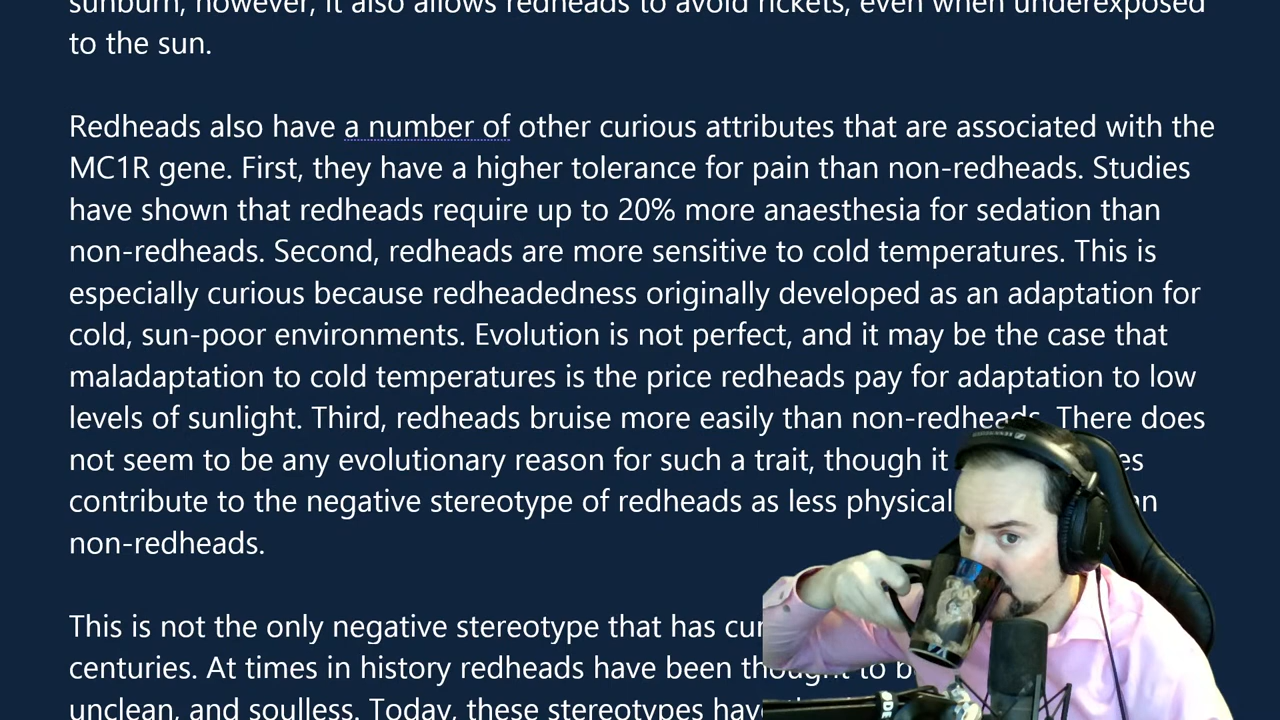 sunburn, however, it also allows redheads to avoid rickets, even when underexposed
to the sun.
Redheads also have a number of other curious attributes that are associated with the
MC1R gene. First, they have a higher tolerance for pain than non-redheads. Studies
have shown that redheads require up to 20% more anaesthesia for sedation than
non-redheads. Second, redheads are more sensitive to cold temperatures. This is
especially curious because redheadedness originally developed as an adaptation for
cold, sun-poor environments. Evolution is not perfect, and it may be the case that
maladaptation to cold temperatures is the price redheads pay for adaptation to low
levels of sunlight. Third, redheads bruise more easily than non-redheads. There does
not seem to be any evolutionary reason for such a trait, though it
contribute to the negative stereotype of redheads as less
non-redheads.
This is not the only negative stereotype that has
centuries. At times in history redheads have been thought to
unclean, and soulless. Today, these stereotypes have